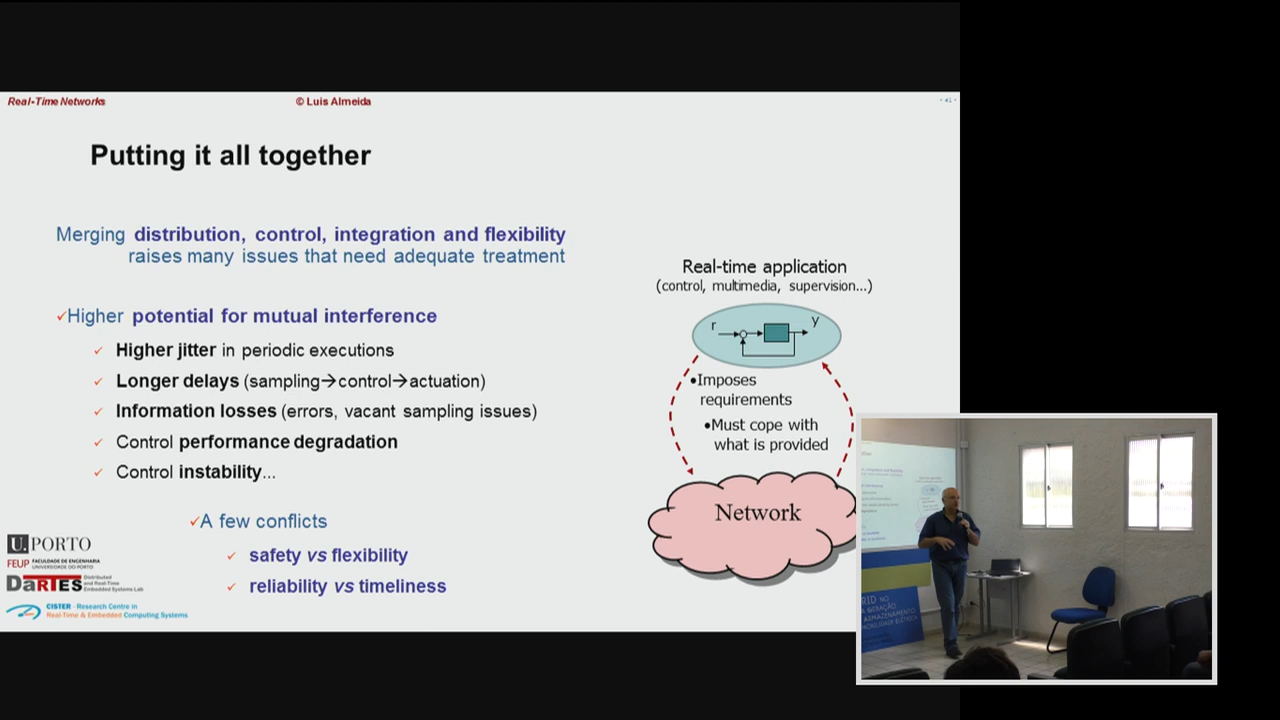 Real-Time Networks
© Luis Almeida
• 41 •
Putting it all together
Merging distribution, control, integration and flexibility
raises many issues that need adequate treatment
✓Higher potential for mutual interference
✓ Higher jitter in periodic executions
✓ Longer delays (sampling→control→actuation)
✓ Information losses (errors, vacant sampling issues)
✓ Control performance degradation
✓ Control instability...
✓A few conflicts
✓ safety vs flexibility
✓ reliability vs timeliness
Real-time application
(control, multimedia, supervision...)
r
y
•Imposes
requirements
•Must cope with
what is provided
Network
U.PORTO
FEUP FACULDADE DE ENGENHARIA
UNIVERSIDADE DO PORTO
DaRTES Distributed
and Real-Time
Embedded Systems Lab
CISTER - Research Centre in
Real-Time & Embedded Computing Systems
GERAÇÃO
ARMAZENAMENTO
ELÉTRICA